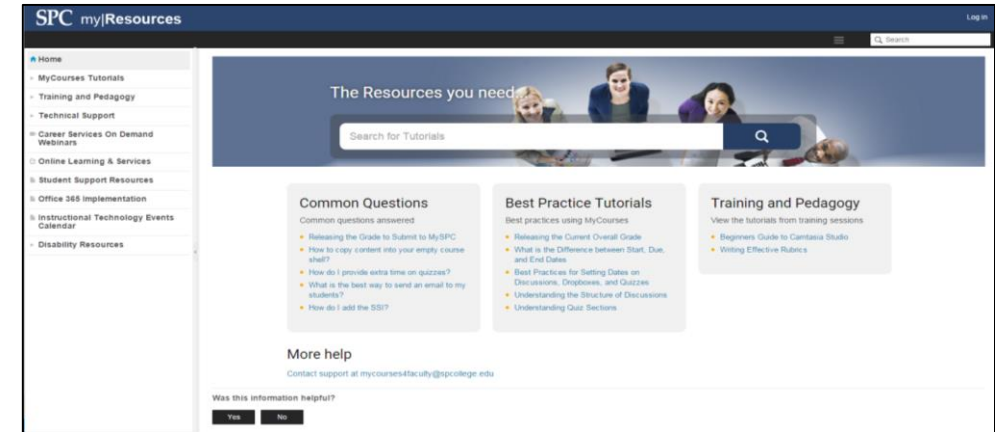 SPC my|Resources
Log in
Search
Home
MyCourses Tutorials
Training and Pedagogy
Technical Support
Career Services On Demand
Webinars
Online Learning & Services
Student Support Resources
Office 365 Implementation
Instructional Technology Events
Calendar
Disability Resources
The Resources you need
Search for Tutorials
Common Questions
Common questions answered
Releasing the Grade to Submit to MySPC
How to copy content into your empty course
shell?
How do I provide extra time on quizzes?
What is the best way to send an email to my
students?
How do I add the SSI?
Best Practice Tutorials
Best practices using MyCourses
Releasing the Current Overall Grade
What is the Difference between Start, Due,
and End Dates
Best Practices for Setting Dates on
Discussions, Dropboxes, and Quizzes
Understanding the Structure of Discussions
Understanding Quiz Sections
Training and Pedagogy
View the tutorials from training sessions
Beginners Guide to Camtasia Studio
Writing Effective Rubrics
More help
Contact support at mycourses4faculty@spcollege.edu
Was this information helpful?
Yes
No